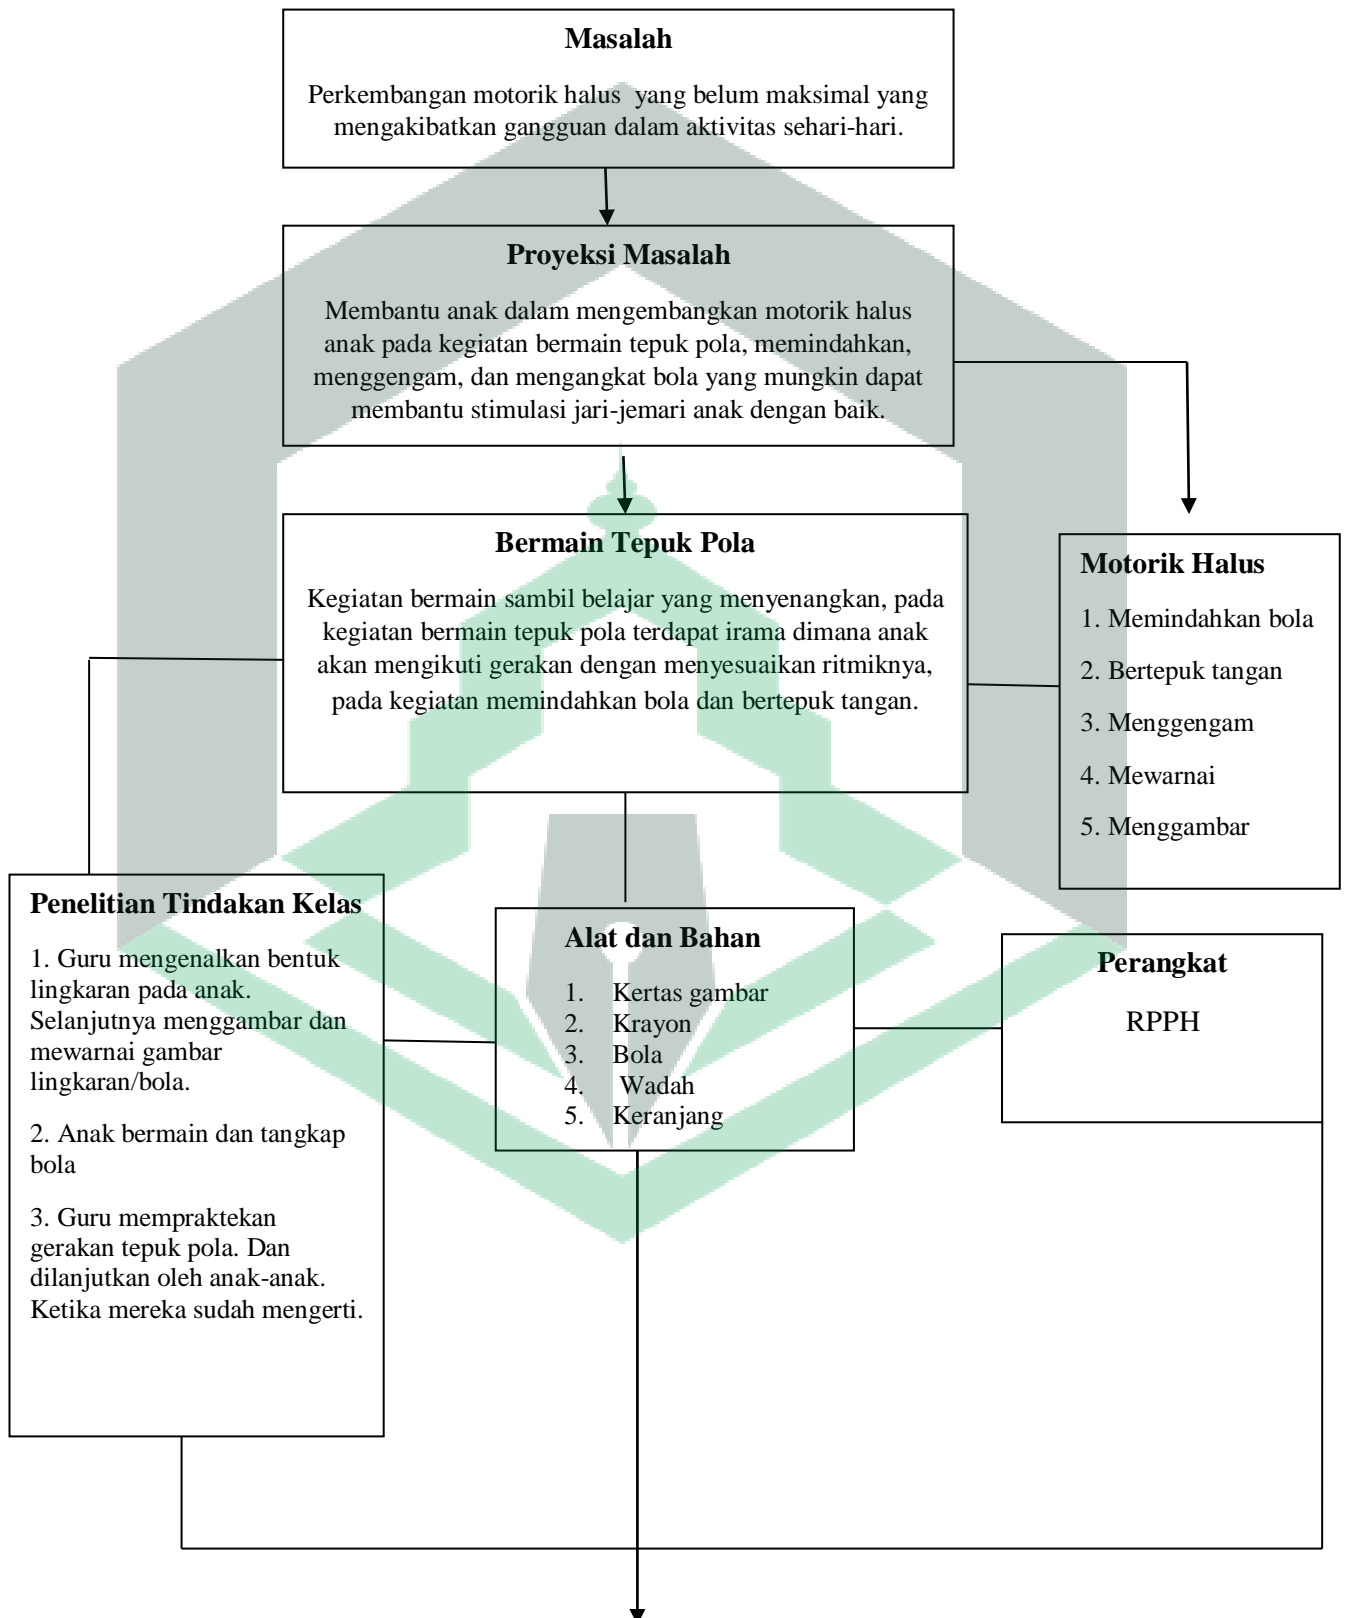 Masalah
Perkembangan motorik halus yang belum maksimal yang
mengakibatkan gangguan dalam aktivitas sehari-hari.
Proyeksi Masalah
Membantu anak dalam mengembangkan motorik halus
anak pada kegiatan bermain tepuk pola, memindahkan,
menggengam, dan mengangkat bola yang mungkin dapat
membantu stimulasi jari-jemari anak dengan baik.
Bermain Tepuk Pola
Kegiatan bermain sambil belajar yang menyenangkan, pada
kegiatan bermain tepuk pola terdapat irama dimana anak
akan mengikuti gerakan dengan menyesuaikan ritmiknya,
pada kegiatan memindahkan bola dan bertepuk tangan.
Motorik Halus
1. Memindahkan bola
2. Bertepuk tangan
3. Menggengam
4. Mewarnai
5. Menggambar
Penelitian Tindakan Kelas
1. Guru mengenalkan bentuk
lingkaran pada anak.
Selanjutnya menggambar dan
mewarnai gambar
lingkaran/bola.
2. Anak bermain dan tangkap
bola
3. Guru mempraktekan
gerakan tepuk pola. Dan
dilanjutkan oleh anak-anak.
Ketika mereka sudah mengerti.
Alat dan Bahan
1. Kertas gambar
2. Krayon
3. Bola
4. Wadah
5. Keranjang
Perangkat
RPPH